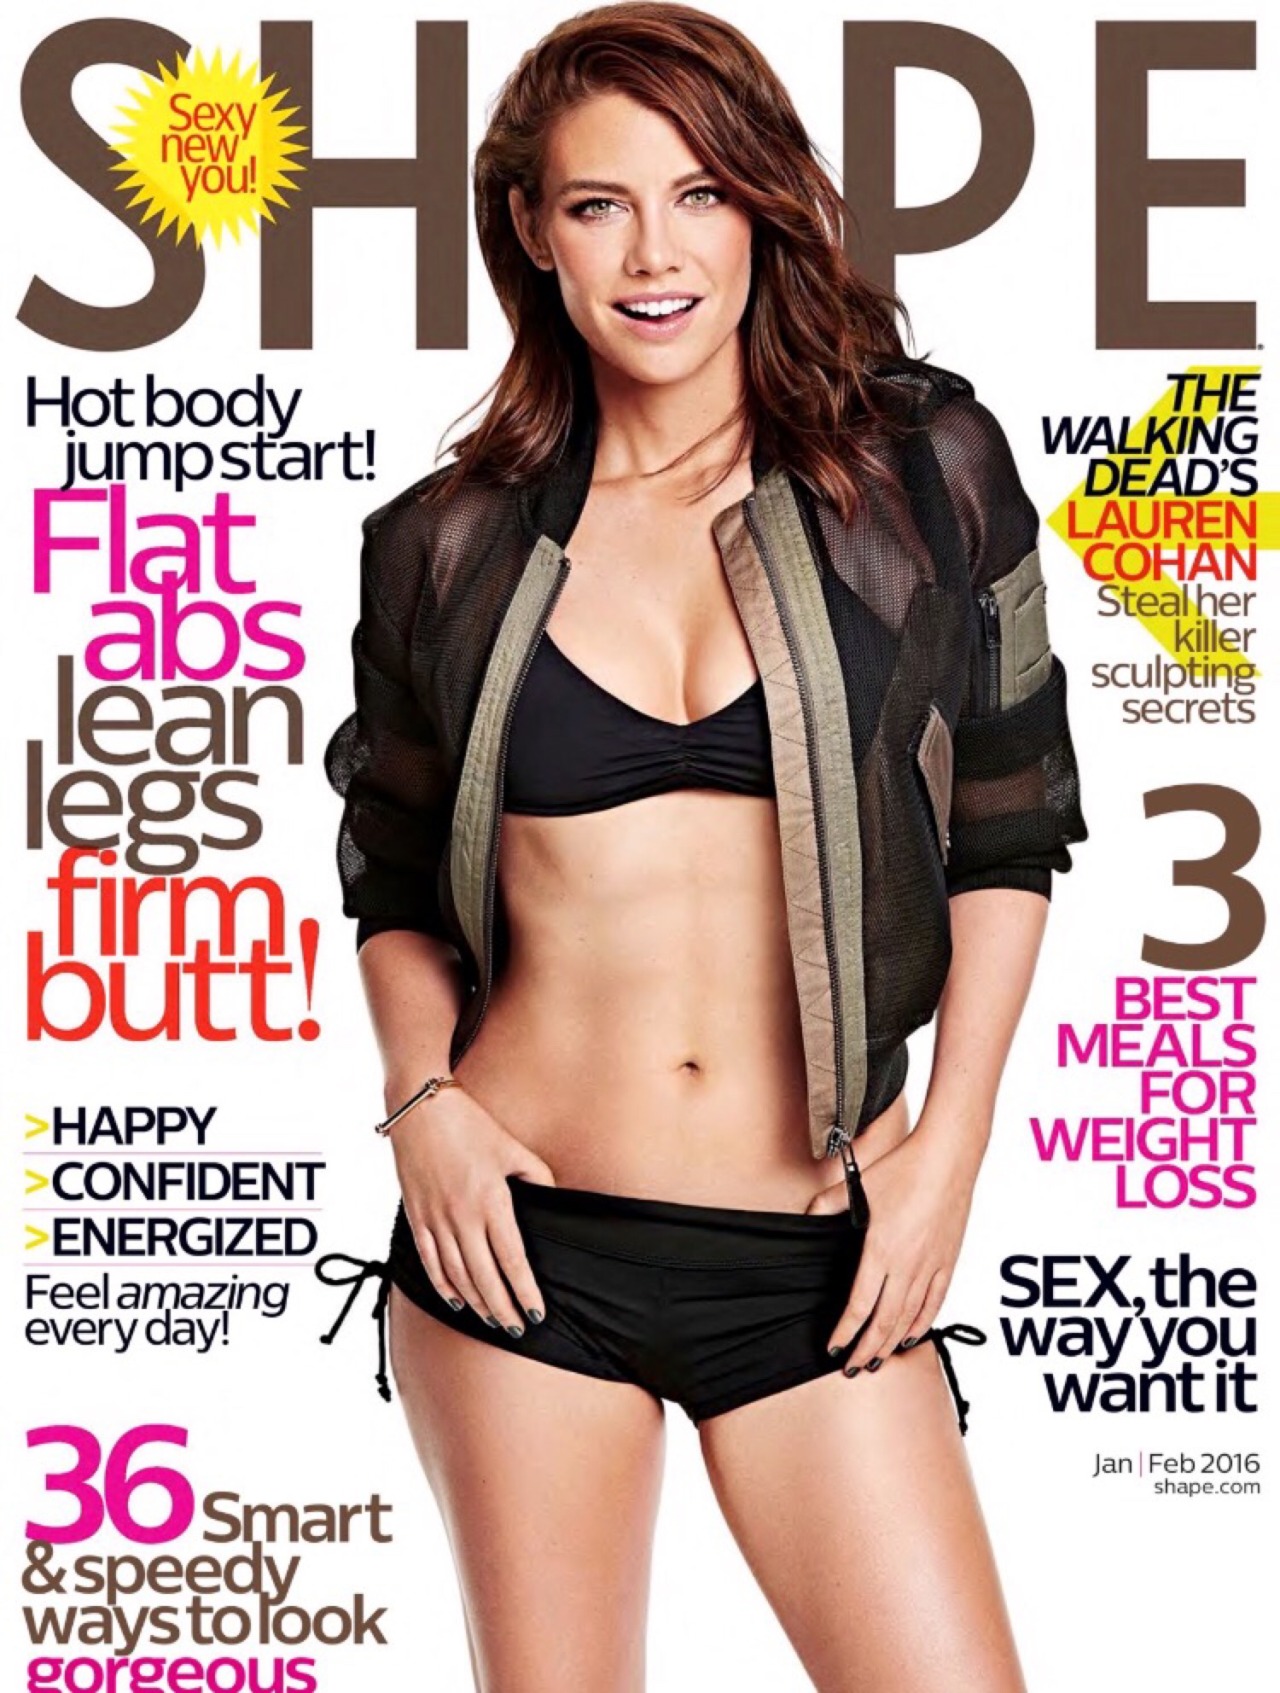 SHAPE
Sexy
new
you!
Hot body
jump start!
Flat
abs
lean
legs
firm
butt!
>HAPPY
>CONFIDENT
>ENERGIZED
Feel amazing
every day!
36 Smart
& speedy
ways to look
gorgeous
THE
WALKING
DEAD'S
LAUREN
COHAN
Steal her
killer
sculpting
secrets
3
BEST
MEALS
FOR
WEIGHT
LOSS
SEX, the
way you
want it
Jan | Feb 2016
shape.com